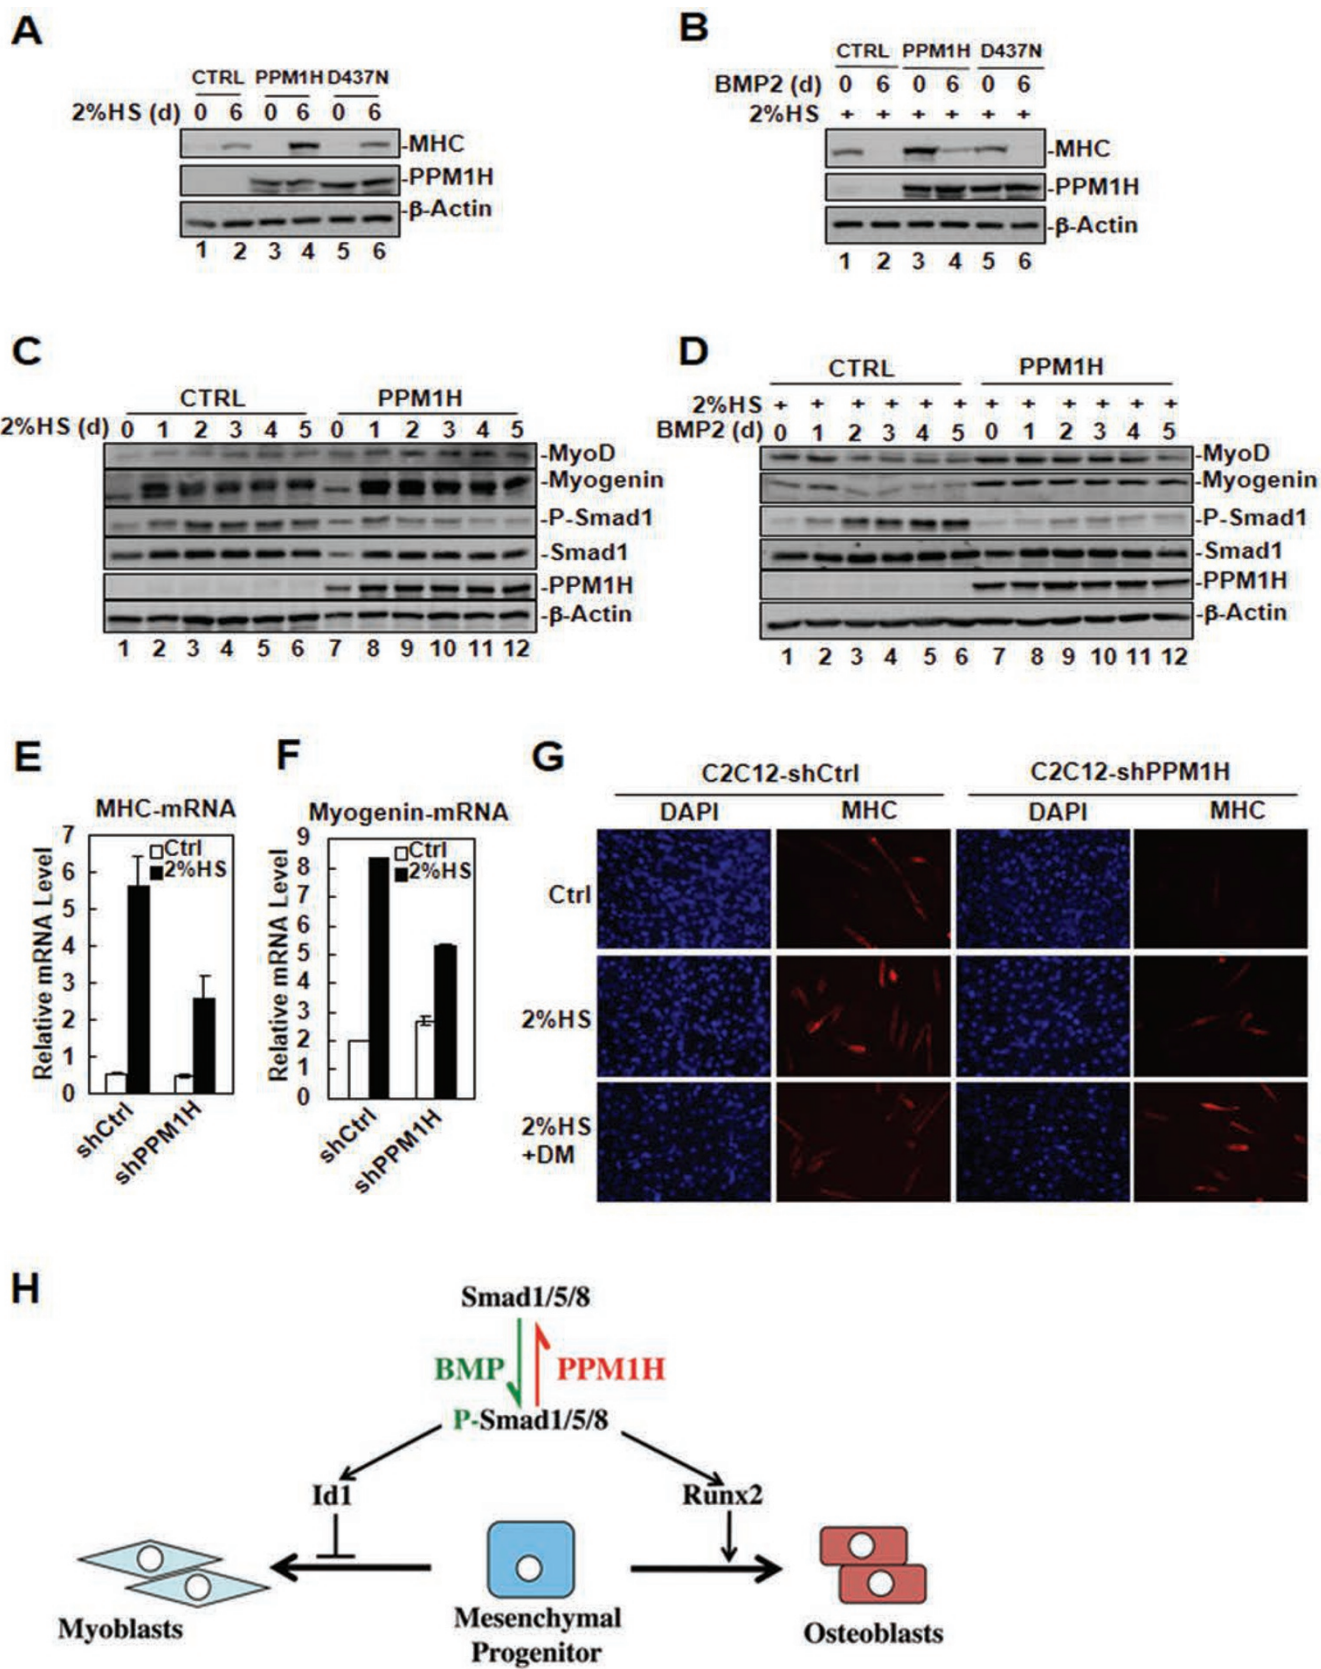 A
CTRL PPM1H D437N
2%HS (d) 0 6 0 6 0 6
-MHC
-PPM1H
-β-Actin
1 2 3 4 5 6
B
CTRL PPM1H D437N
BMP2 (d) 0 6 0 6 0 6
2%HS + + + + + +
-MHC
-PPM1H
-β-Actin
1 2 3 4 5 6
C
CTRL PPM1H
2%HS (d) 0 1 2 3 4 5 0 1 2 3 4 5
-MyoD
-Myogenin
-P-Smad1
-Smad1
-PPM1H
-β-Actin
1 2 3 4 5 6 7 8 9 10 11 12
D
CTRL PPM1H
2%HS + + + + + + + + + + + +
BMP2 (d) 0 1 2 3 4 5 0 1 2 3 4 5
-MyoD
-Myogenin
-P-Smad1
-Smad1
-PPM1H
-β-Actin
1 2 3 4 5 6 7 8 9 10 11 12
E
MHC-mRNA
Relative mRNA Level
7
6
5
4
3
2
1
0
Ctrl
2%HS
shCtrl
shPPM1H
F
Myogenin-mRNA
Relative mRNA Level
9
8
7
6
5
4
3
2
1
0
Ctrl
2%HS
shCtrl
shPPM1H
G
C2C12-shCtrl C2C12-shPPM1H
DAPI MHC DAPI MHC
Ctrl
2%HS
2%HS
+DM
H
Smad1/5/8
BMP PPM1H
P-Smad1/5/8
Id1 Runx2
Myoblasts
Mesenchymal
Progenitor
Osteoblasts